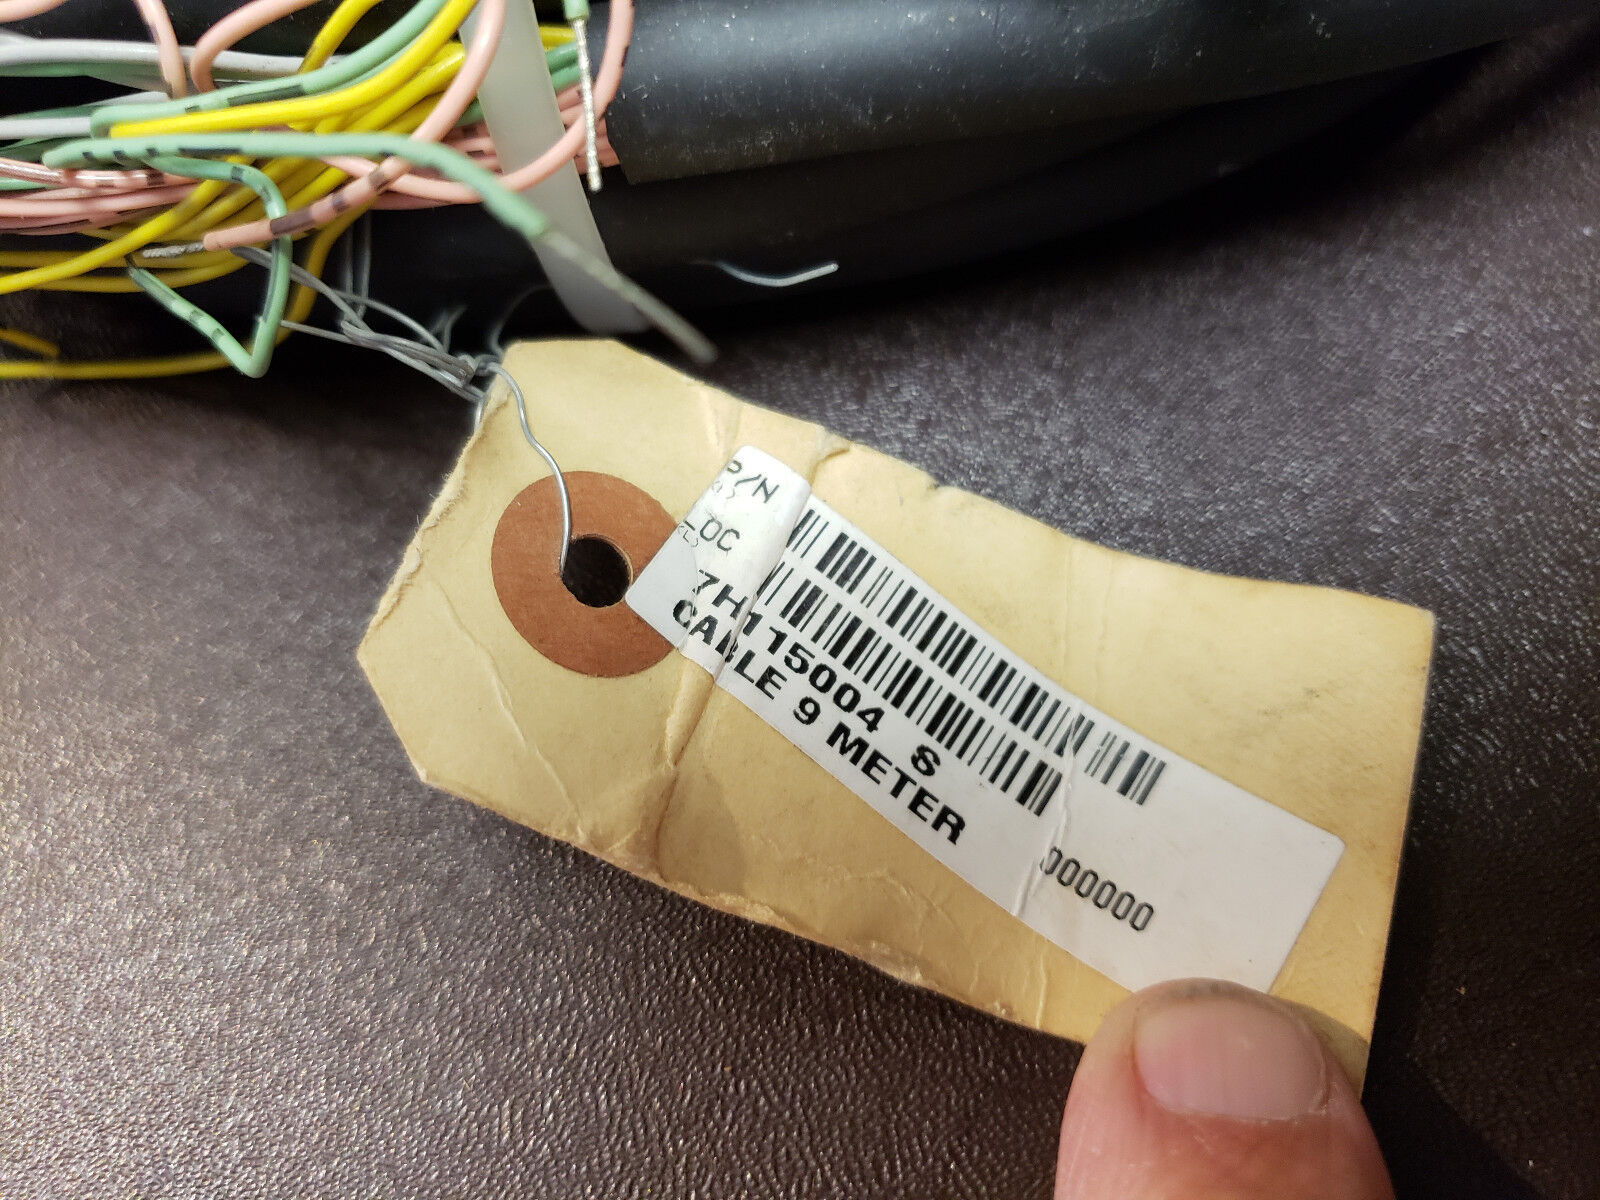 P/N
LOC
7H115004 S
CABLE 9 METER
000000